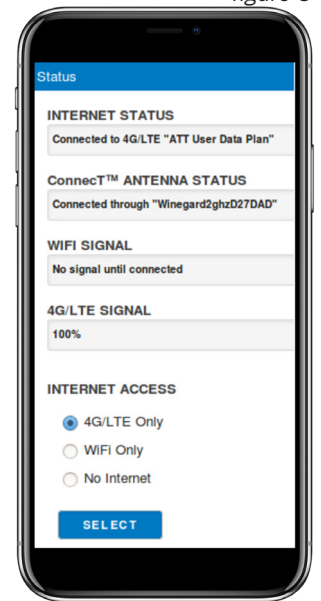 Status
INTERNET STATUS
Connected to 4G/LTE "ATT User Data Plan"
ConnecT™ ANTENNA STATUS
Connected through "Winegard2ghzD27DAD"
WIFI SIGNAL
No signal until connected
4G/LTE SIGNAL
100%
INTERNET ACCESS
4G/LTE Only
WiFi Only
No Internet
SELECT